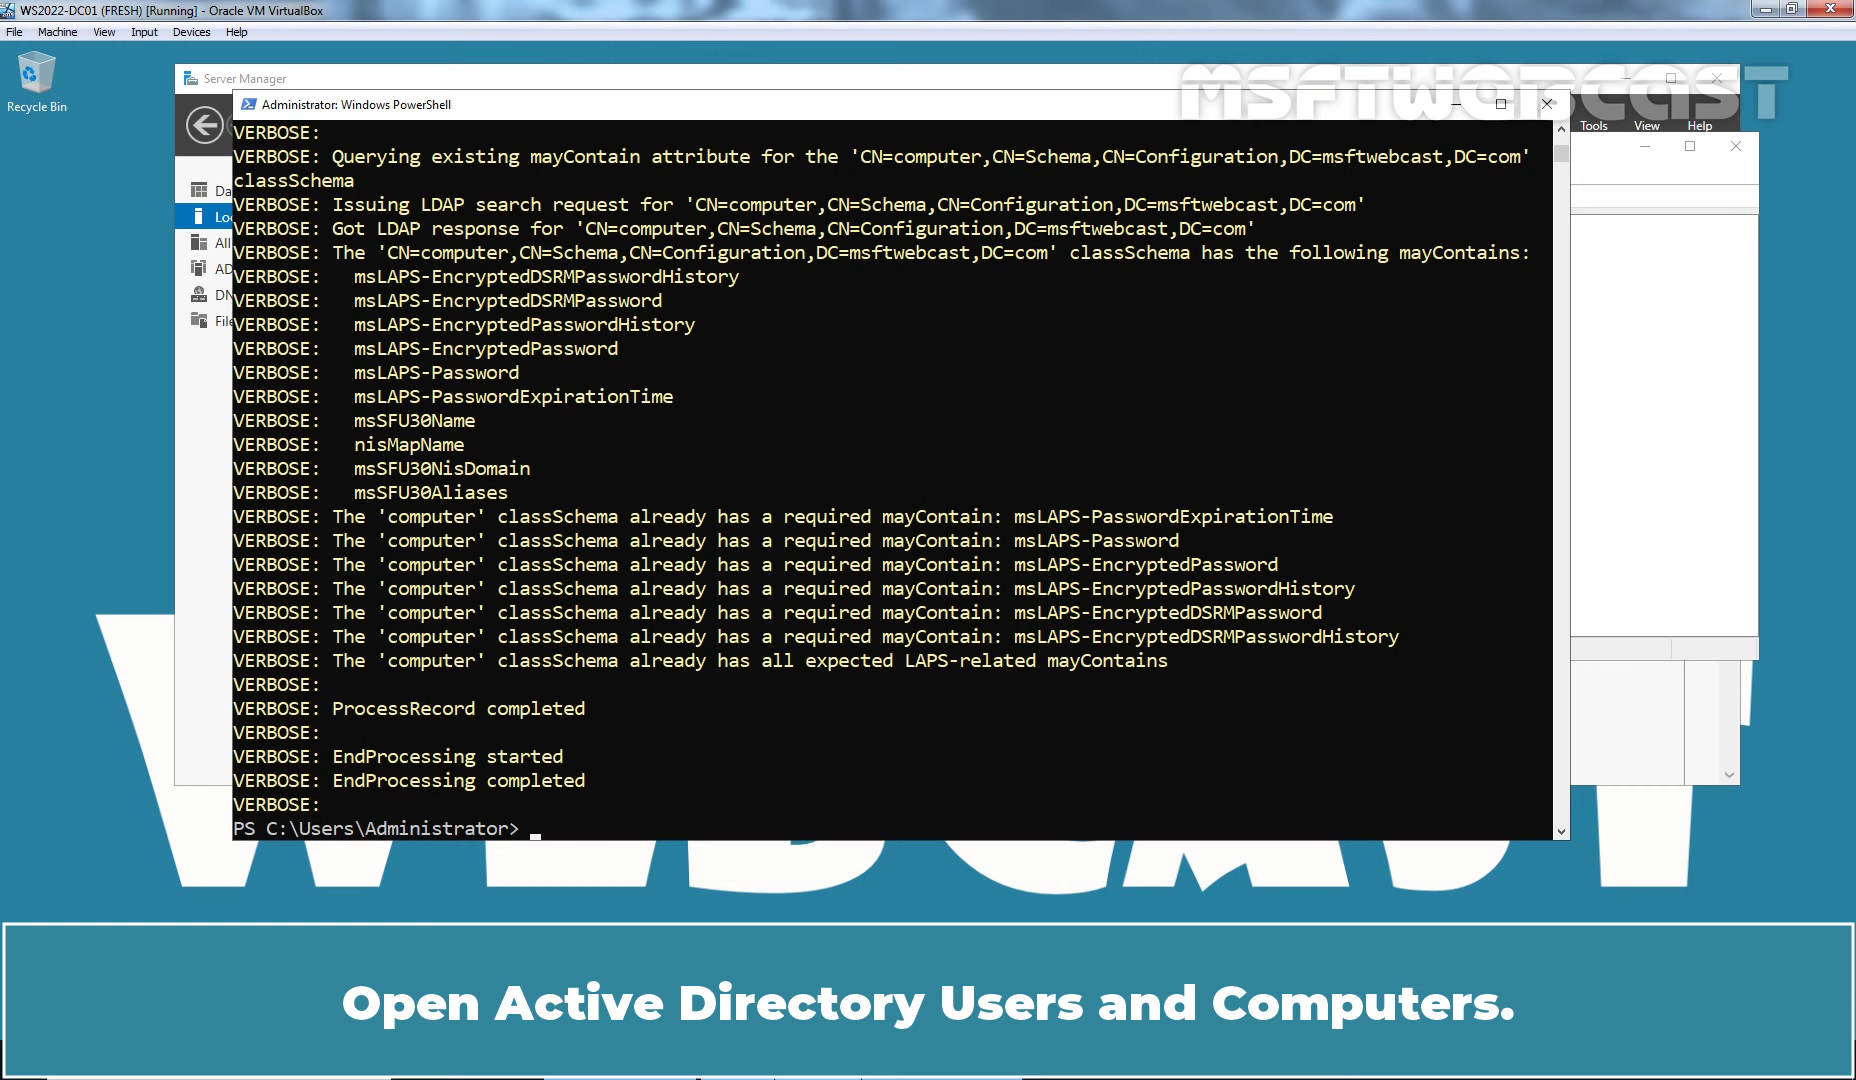 WS2022-DC01 (FRESH) [Running] - Oracle VM VirtualBox
File Machine View Input Devices Help
Recycle Bin
Server Manager
MSFTWEBCAST
Administrator: Windows PowerShell
Tools View Help
Da
Loc
All
AD
DN
File
VERBOSE:
VERBOSE: Querying existing mayContain attribute for the 'CN=computer,CN=Schema,CN=Configuration,DC=msftwebcast,DC=com'
classSchema
VERBOSE: Issuing LDAP search request for 'CN=computer,CN=Schema,CN=Configuration,DC=msftwebcast,DC=com'
VERBOSE: Got LDAP response for 'CN=computer,CN=Schema,CN=Configuration,DC=msftwebcast,DC=com'
VERBOSE: The 'CN=computer,CN=Schema,CN=Configuration,DC=msftwebcast,DC=com' classSchema has the following mayContains:
VERBOSE:   msLAPS-EncryptedDSRMPasswordHistory
VERBOSE:   msLAPS-EncryptedDSRMPassword
VERBOSE:   msLAPS-EncryptedPasswordHistory
VERBOSE:   msLAPS-EncryptedPassword
VERBOSE:   msLAPS-Password
VERBOSE:   msLAPS-PasswordExpirationTime
VERBOSE:   msSFU30Name
VERBOSE:   nisMapName
VERBOSE:   msSFU30NisDomain
VERBOSE:   msSFU30Aliases
VERBOSE: The 'computer' classSchema already has a required mayContain: msLAPS-PasswordExpirationTime
VERBOSE: The 'computer' classSchema already has a required mayContain: msLAPS-Password
VERBOSE: The 'computer' classSchema already has a required mayContain: msLAPS-EncryptedPassword
VERBOSE: The 'computer' classSchema already has a required mayContain: msLAPS-EncryptedPasswordHistory
VERBOSE: The 'computer' classSchema already has a required mayContain: msLAPS-EncryptedDSRMPassword
VERBOSE: The 'computer' classSchema already has a required mayContain: msLAPS-EncryptedDSRMPasswordHistory
VERBOSE: The 'computer' classSchema already has all expected LAPS-related mayContains
VERBOSE:
VERBOSE: ProcessRecord completed
VERBOSE:
VERBOSE: EndProcessing started
VERBOSE: EndProcessing completed
VERBOSE:
PS C:\Users\Administrator>
Open Active Directory Users and Computers.